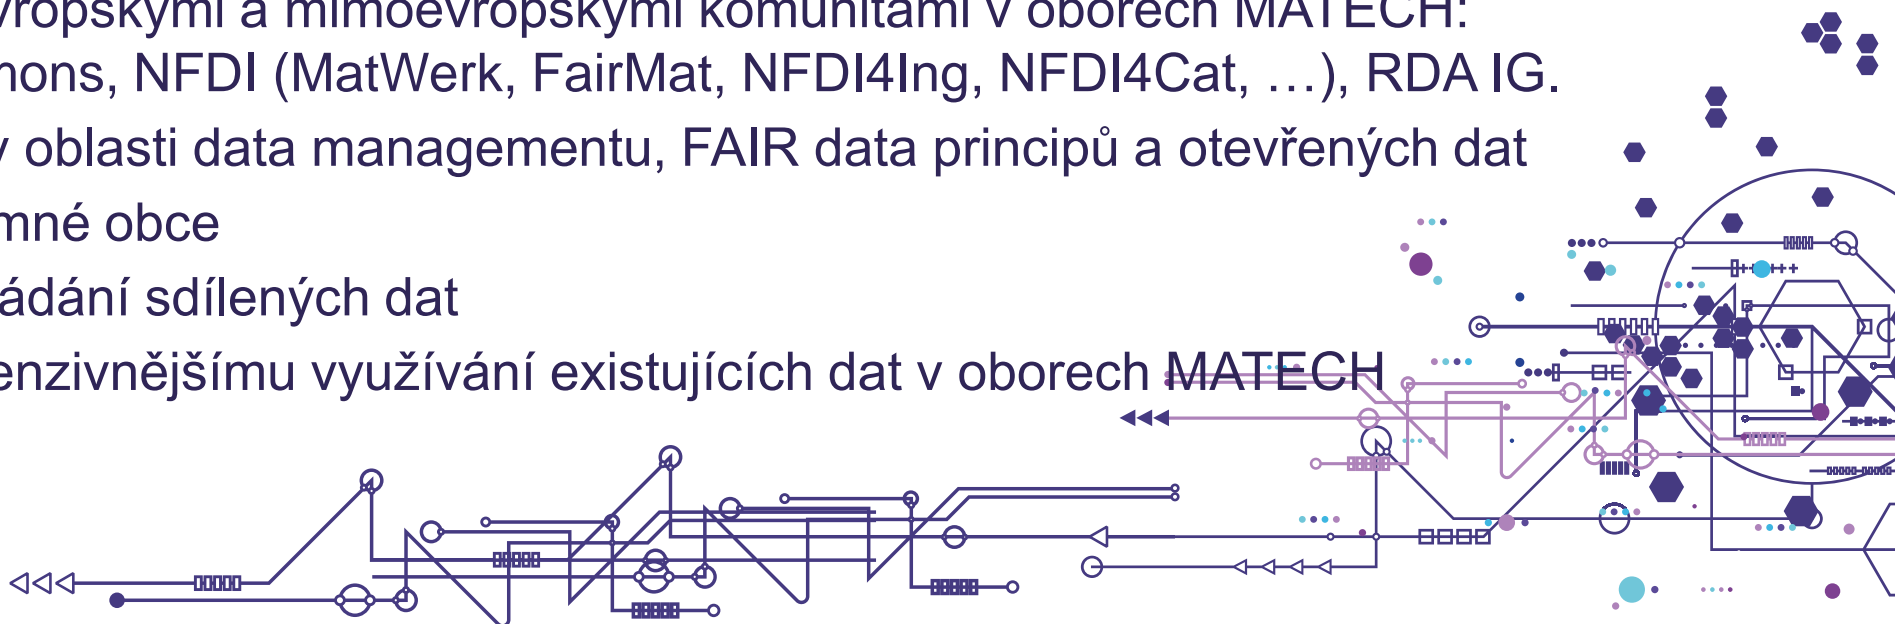 vropskými a mimoevropskými komunitami v oborech MATECH:
mons, NFDI (MatWerk, FairMat, NFDI4Ing, NFDI4Cat, …), RDA IG.
v oblasti data managementu, FAIR data principů a otevřených dat
mné obce
ádání sdílených dat
enzivnějšímu využívání existujících dat v oborech MATECH